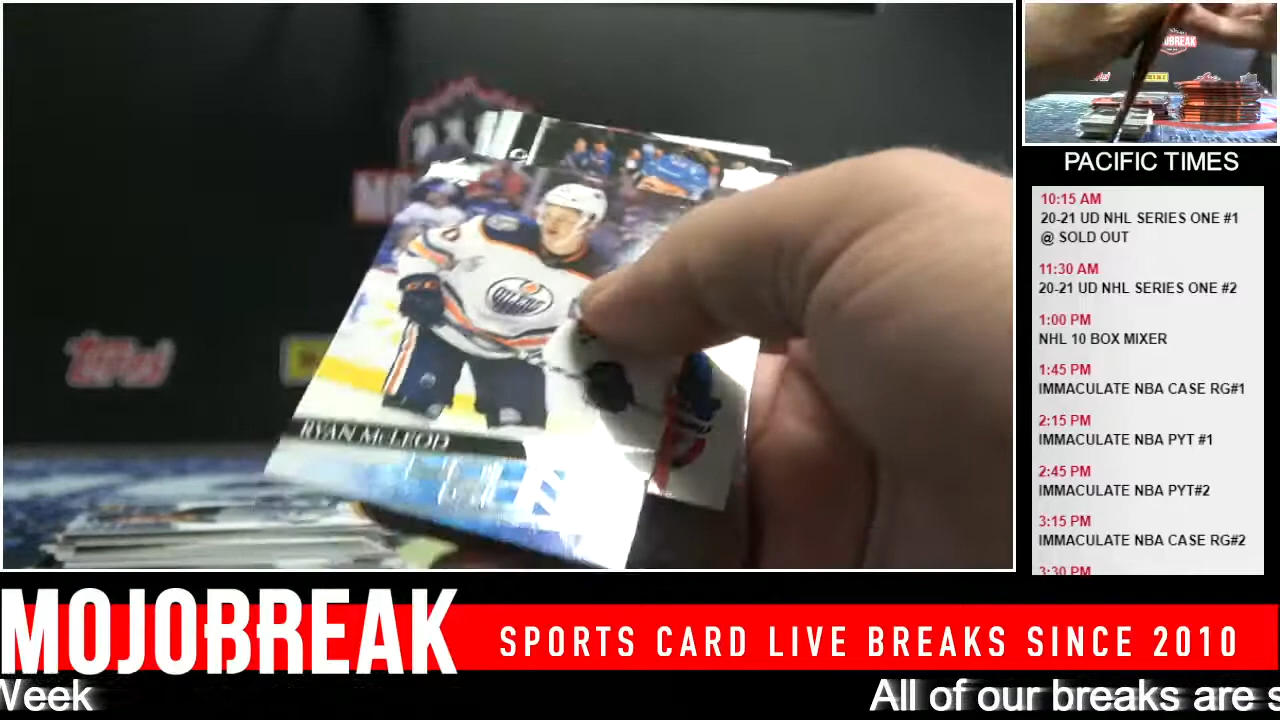 OILERS
RYAN McLEOD
Topps
PACIFIC TIMES
10:15 AM
20-21 UD NHL SERIES ONE #1
@ SOLD OUT
11:30 AM
20-21 UD NHL SERIES ONE #2
1:00 PM
NHL 10 BOX MIXER
1:45 PM
IMMACULATE NBA CASE RG#1
2:15 PM
IMMACULATE NBA PYT #1
2:45 PM
IMMACULATE NBA PYT#2
3:15 PM
IMMACULATE NBA CASE RG#2
3:30 PM
MOJOBREAK
SPORTS CARD LIVE BREAKS SINCE 2010
Week
All of our breaks are s